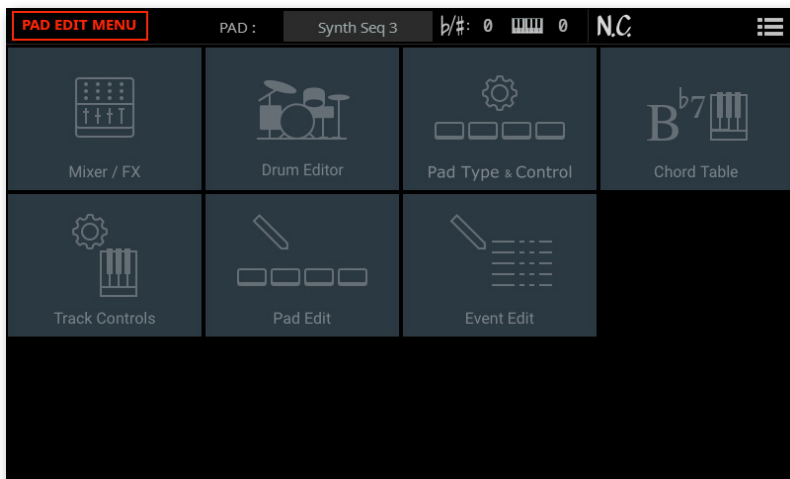 PAD EDIT MENU PAD : Synth Seq 3 ♭/#: 0 0 N.C.
Mixer / FX Drum Editor Pad Type & Control B♭7 Chord Table
Track Controls Pad Edit Event Edit